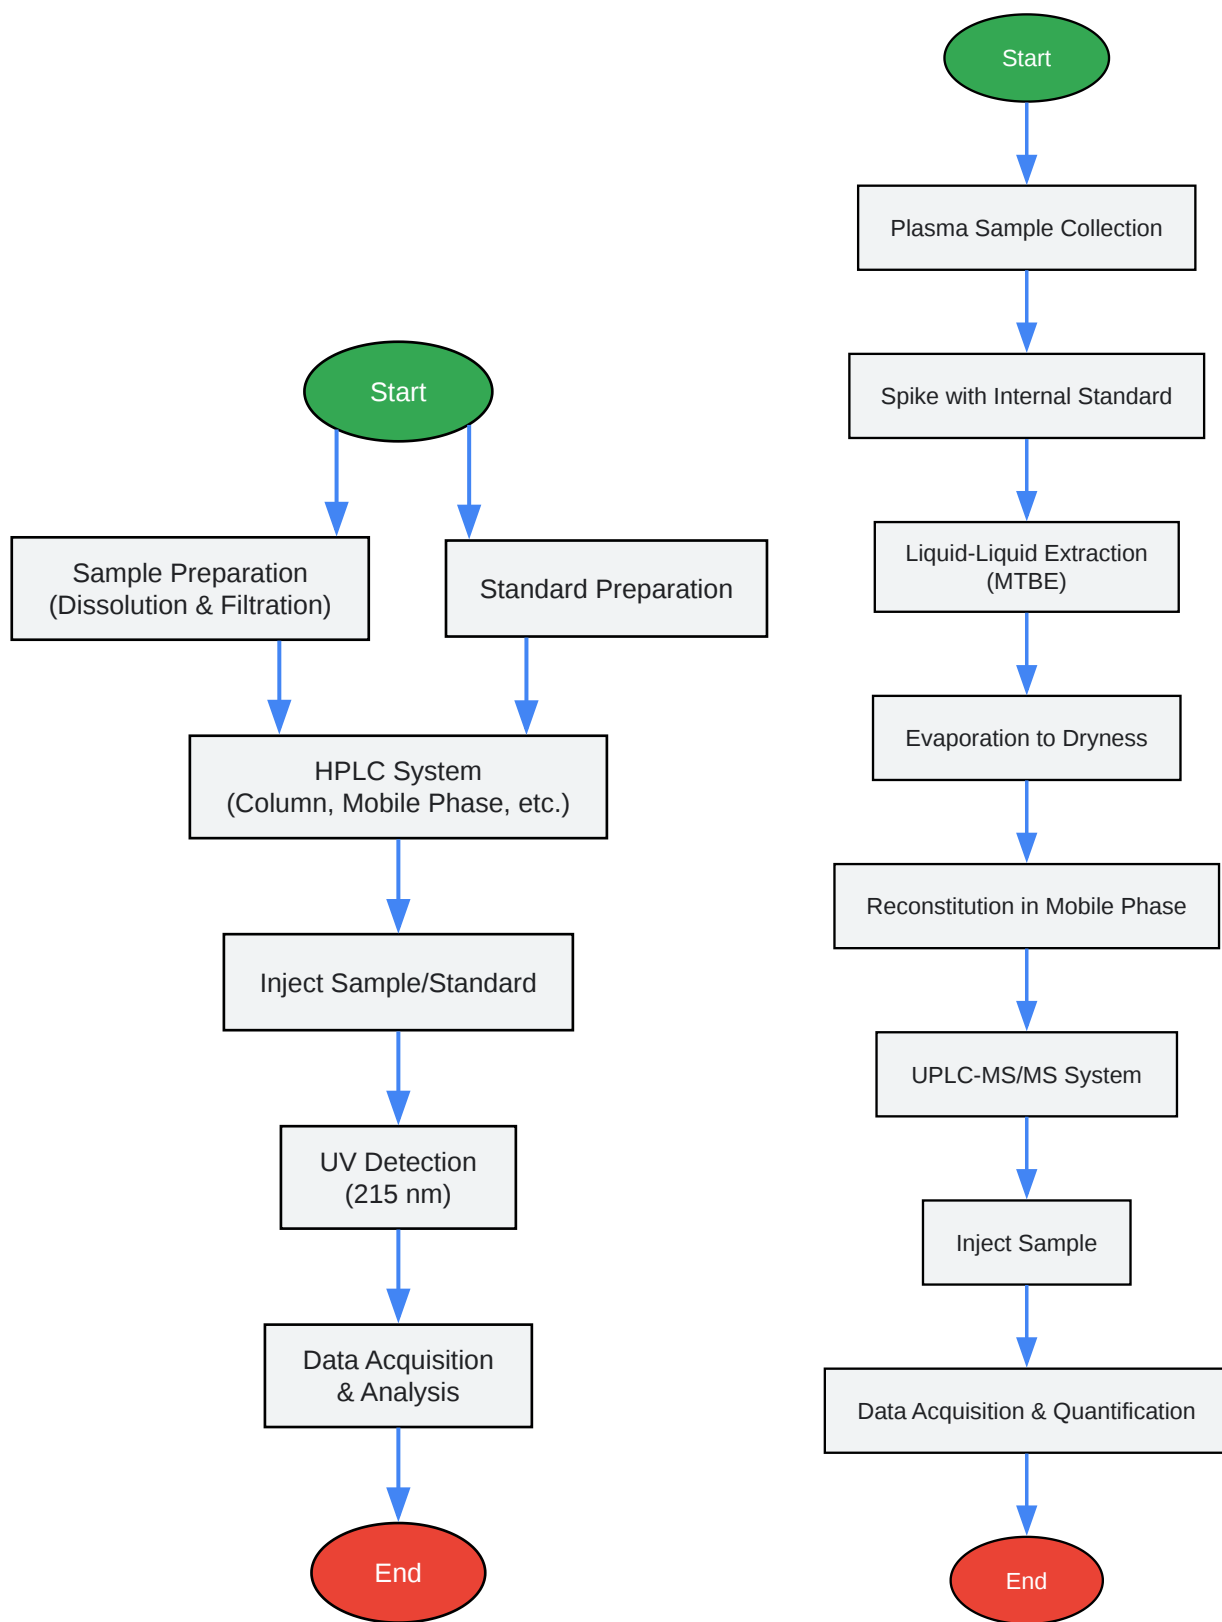 Start
Sample Preparation
(Dissolution & Filtration)
Standard Preparation
HPLC System
(Column, Mobile Phase, etc.)
Inject Sample/Standard
UV Detection
(215 nm)
Data Acquisition
& Analysis
End
Start
Plasma Sample Collection
Spike with Internal Standard
Liquid-Liquid Extraction
(MTBE)
Evaporation to Dryness
Reconstitution in Mobile Phase
UPLC-MS/MS System
Inject Sample
Data Acquisition & Quantification
End